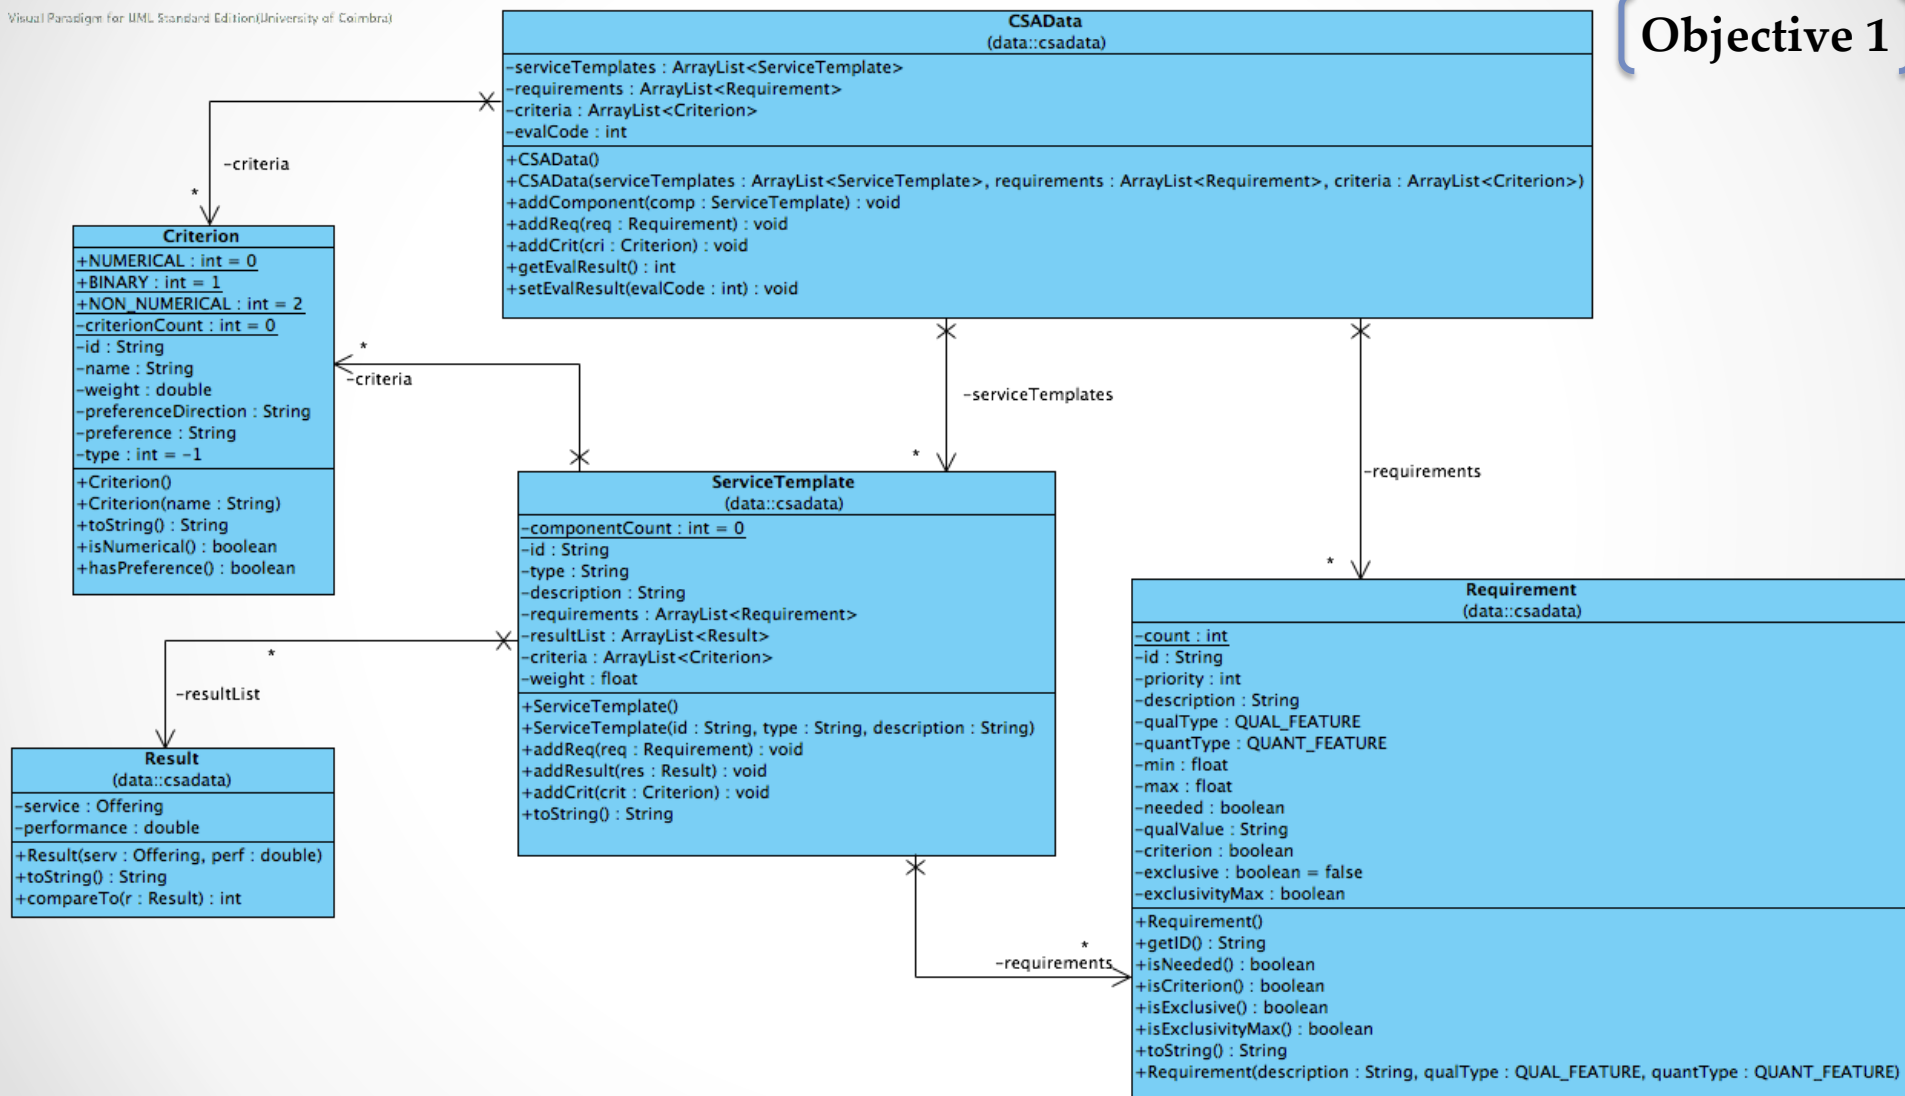 Visual Paradigm for UML Standard Edition(University of Coimbra)
Objective 1
CSAData
(data::csadata)
-serviceTemplates : ArrayList<ServiceTemplate>
-requirements : ArrayList<Requirement>
-criteria : ArrayList<Criterion>
-evalCode : int
+CSAData()
+CSAData(serviceTemplates : ArrayList<ServiceTemplate>, requirements : ArrayList<Requirement>, criteria : ArrayList<Criterion>)
+addComponent(comp : ServiceTemplate) : void
+addReq(req : Requirement) : void
+addCrit(cri : Criterion) : void
+getEvalResult() : int
+setEvalResult(evalCode : int) : void
-criteria
*
Criterion
+NUMERICAL : int = 0
+BINARY : int = 1
+NON_NUMERICAL : int = 2
-criterionCount : int = 0
-id : String
-name : String
-weight : double
-preferenceDirection : String
-preference : String
-type : int = -1
+Criterion()
+Criterion(name : String)
+toString() : String
+isNumerical() : boolean
+hasPreference() : boolean
*
-criteria
-serviceTemplates
*
-requirements
*
ServiceTemplate
(data::csadata)
-componentCount : int = 0
-id : String
-type : String
-description : String
-requirements : ArrayList<Requirement>
-resultList : ArrayList<Result>
-criteria : ArrayList<Criterion>
-weight : float
+ServiceTemplate()
+ServiceTemplate(id : String, type : String, description : String)
+addReq(req : Requirement) : void
+addResult(res : Result) : void
+addCrit(crit : Criterion) : void
+toString() : String
*
-resultList
Result
(data::csadata)
-service : Offering
-performance : double
+Result(serv : Offering, perf : double)
+toString() : String
+compareTo(r : Result) : int
*
-requirements
Requirement
(data::csadata)
-count : int
-id : String
-priority : int
-description : String
-qualType : QUAL_FEATURE
-quantType : QUANT_FEATURE
-min : float
-max : float
-needed : boolean
-qualValue : String
-criterion : boolean
-exclusive : boolean = false
-exclusivityMax : boolean
+Requirement()
+getID() : String
+isNeeded() : boolean
+isCriterion() : boolean
+isExclusive() : boolean
+isExclusivityMax() : boolean
+toString() : String
+Requirement(description : String, qualType : QUAL_FEATURE, quantType : QUANT_FEATURE)